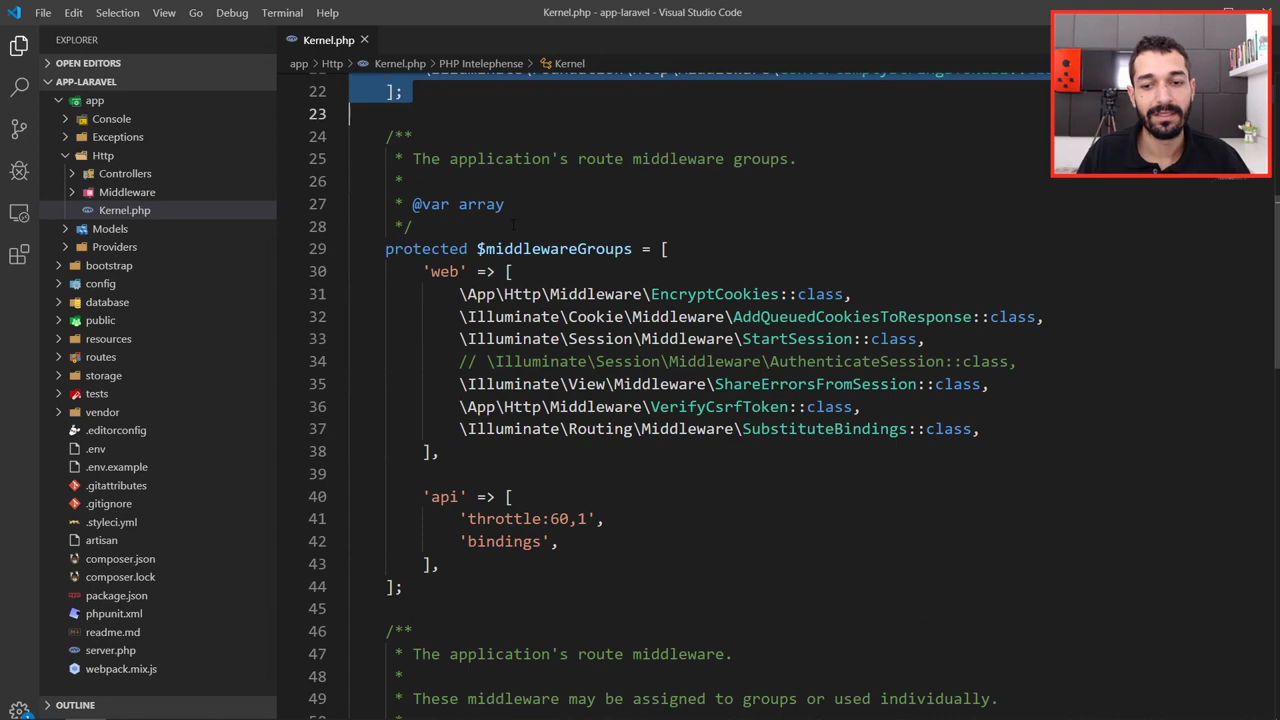 File Edit Selection View Go Debug Terminal Help
Kernel.php - app-laravel - Visual Studio Code
EXPLORER
OPEN EDITORS
APP-LARAVEL
app
Console
Exceptions
Http
Controllers
Middleware
Kernel.php
Models
Providers
bootstrap
config
database
public
resources
routes
storage
tests
vendor
.editorconfig
.env
.env.example
.gitattributes
.gitignore
.styleci.yml
artisan
composer.json
composer.lock
package.json
phpunit.xml
readme.md
server.php
webpack.mix.js
OUTLINE
Kernel.php
app > Http > Kernel.php > PHP Intelephense > Kernel
22 ];
23
24 /**
25 * The application's route middleware groups.
26 *
27 * @var array
28 */
29 protected $middlewareGroups = [
30 'web' => [
31 \App\Http\Middleware\EncryptCookies::class,
32 \Illuminate\Cookie\Middleware\AddQueuedCookiesToResponse::class,
33 \Illuminate\Session\Middleware\StartSession::class,
34 // \Illuminate\Session\Middleware\AuthenticateSession::class,
35 \Illuminate\View\Middleware\ShareErrorsFromSession::class,
36 \App\Http\Middleware\VerifyCsrfToken::class,
37 \Illuminate\Routing\Middleware\SubstituteBindings::class,
38 ],
39
40 'api' => [
41 'throttle:60,1',
42 'bindings',
43 ],
44 ];
45
46 /**
47 * The application's route middleware.
48 *
49 * These middleware may be assigned to groups or used individually.